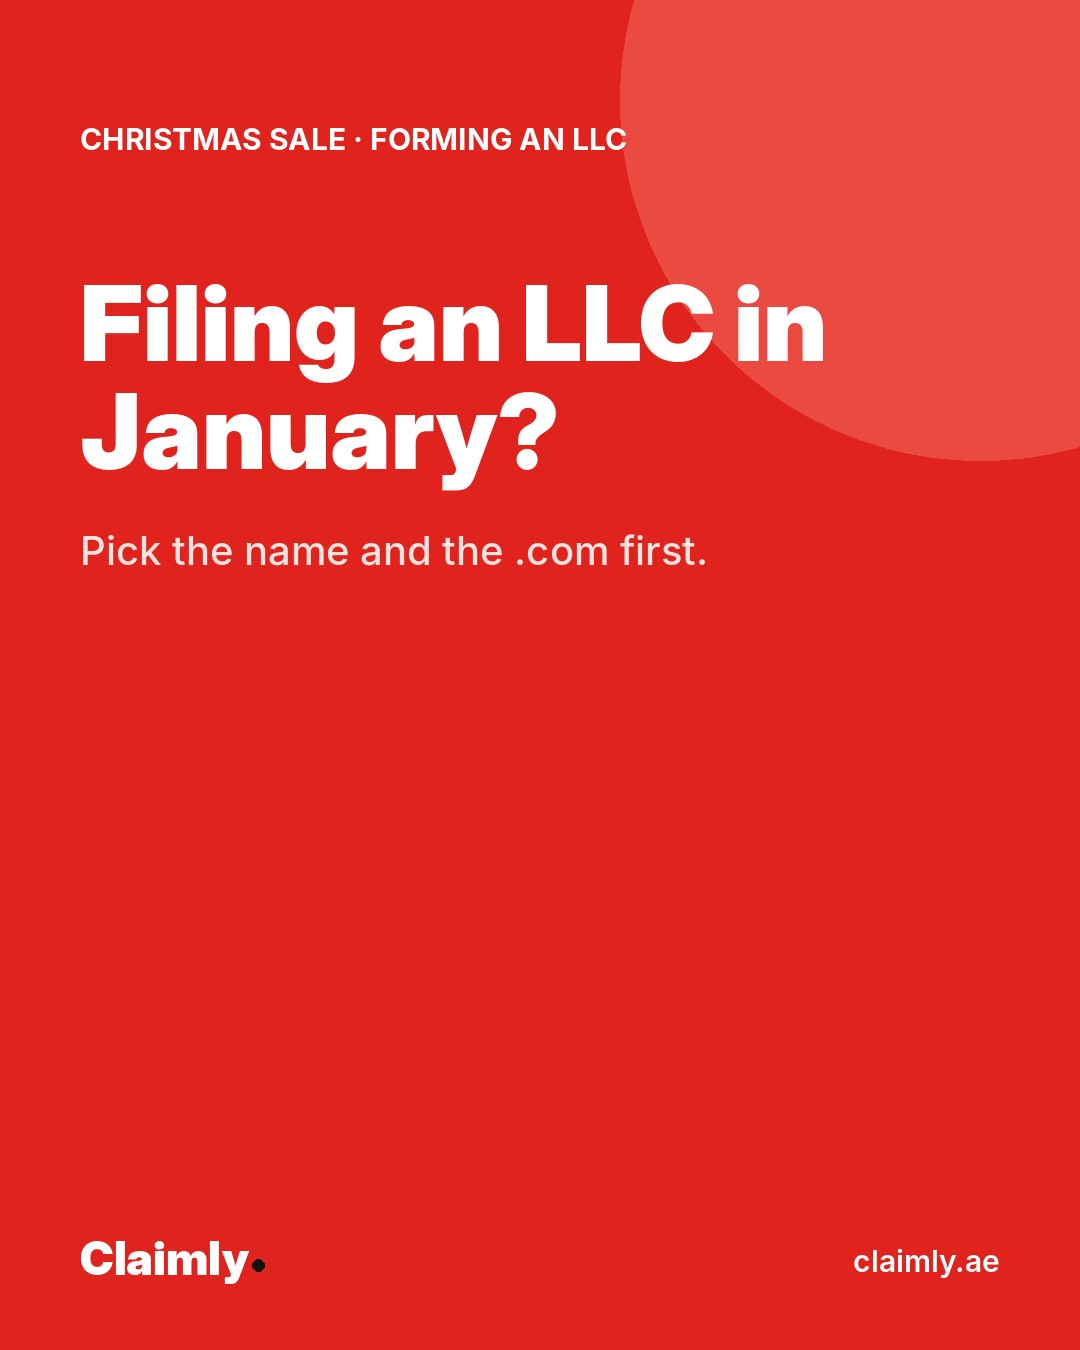 CHRISTMAS SALE · FORMING AN LLC
Filing an LLC in
January?
Pick the name and the .com first.
Claimly.
claimly.ae